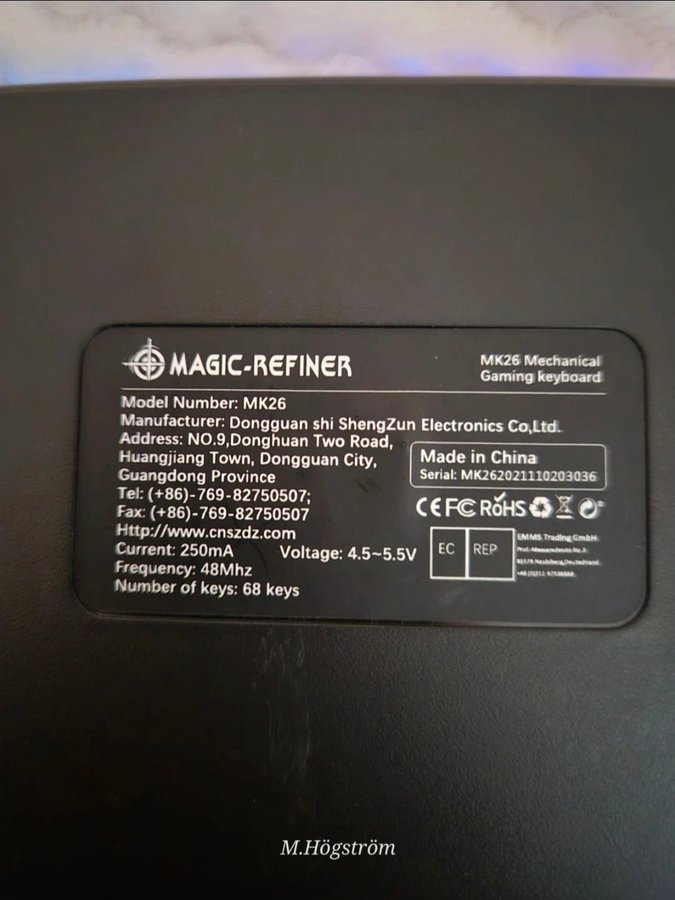 MAGIC-REFINER
MK26 Mechanical
Gaming keyboard
Model Number: MK26
Manufacturer: Dongguan shi ShengZun Electronics Co,Ltd.
Address: NO.9,Donghuan Two Road,
Huangjiang Town, Dongguan City,
Guangdong Province
Tel: (+86)-769-82750507;
Fax: (+86)-769-82750507
Http://www.cnszdz.com
Current: 250mA Voltage: 4.5~5.5V
Frequency: 48Mhz
Number of keys: 68 keys
Made in China
Serial: MK262021110203036
CE FC RoHS
EC REP
EMMS Trading GmbH
M.Högström